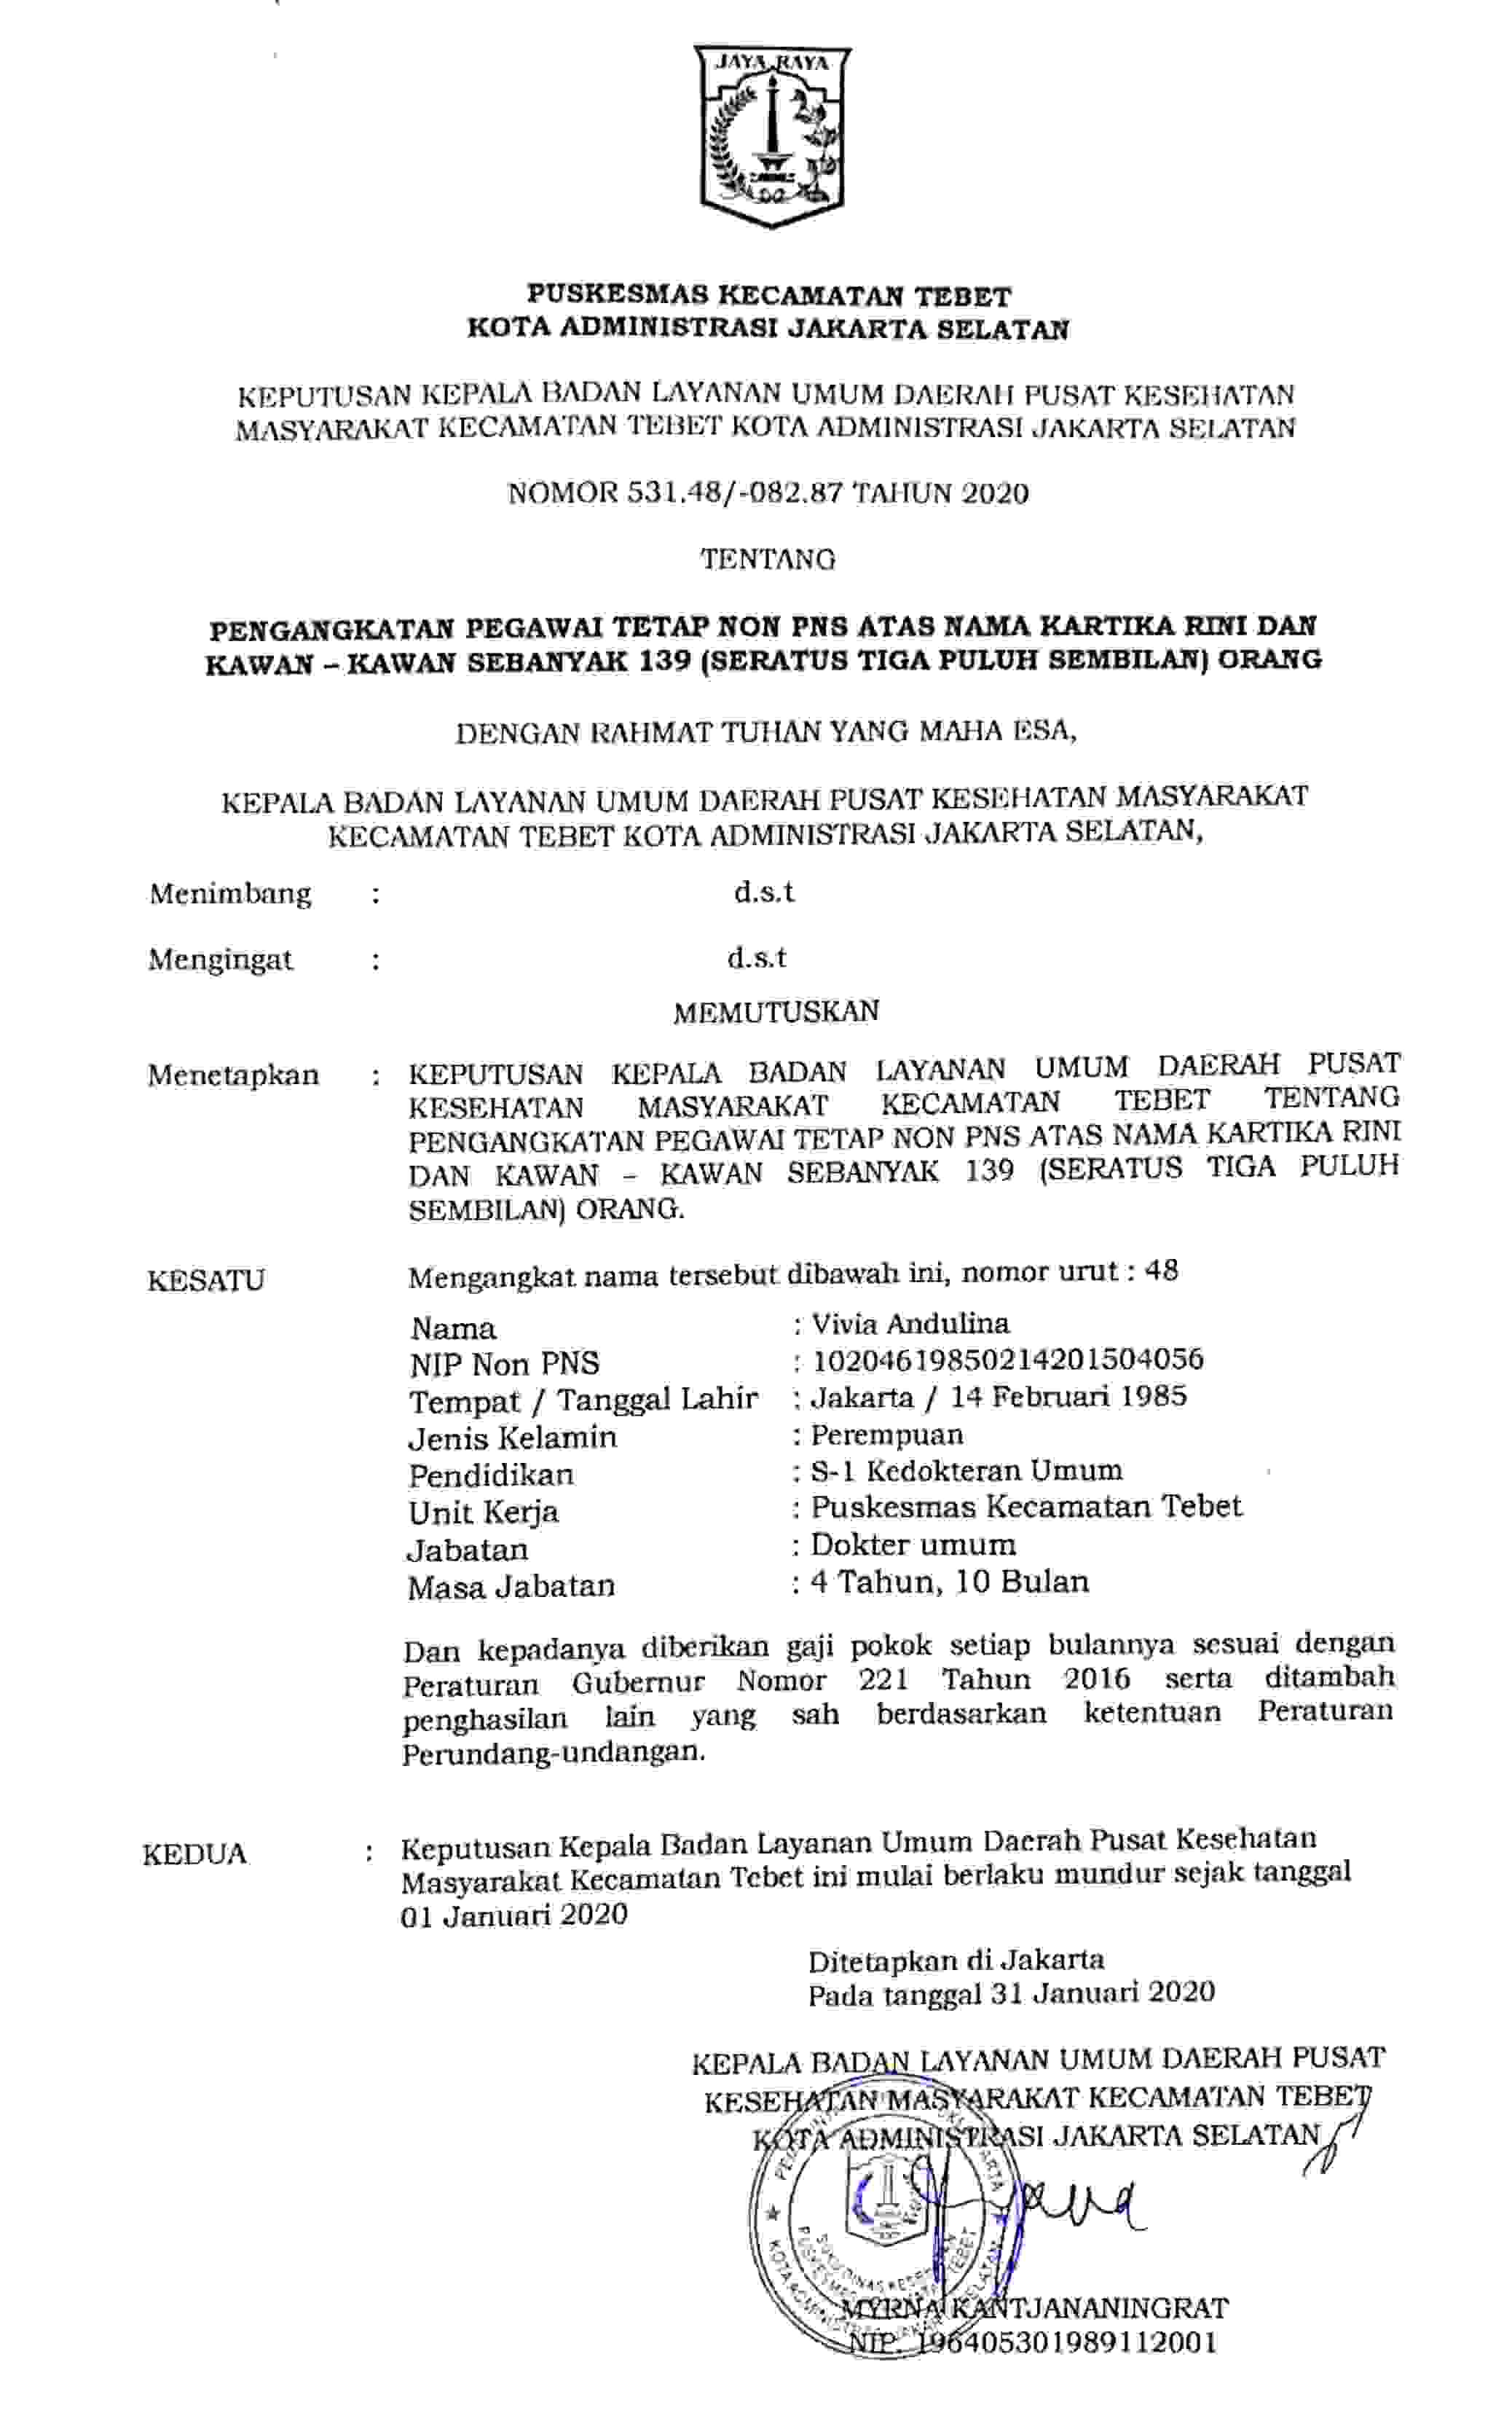 JAYA RAYA
PUSKESMAS KECAMATAN TEBET
KOTA ADMINISTRASI JAKARTA SELATAN
KEPUTUSAN KEPALA BADAN LAYANAN UMUM DAERAH PUSAT KESEHATAN
MASYARAKAT KECAMATAN TEBET KOTA ADMINISTRASI JAKARTA SELATAN
NOMOR 531.48/-082.87 TAHUN 2020
TENTANG
PENGANGKATAN PEGAWAI TETAP NON PNS ATAS NAMA KARTIKA RINI DAN
KAWAN – KAWAN SEBANYAK 139 (SERATUS TIGA PULUH SEMBILAN) ORANG
DENGAN RAHMAT TUHAN YANG MAHA ESA,
KEPALA BADAN LAYANAN UMUM DAERAH PUSAT KESEHATAN MASYARAKAT
KECAMATAN TEBET KOTA ADMINISTRASI JAKARTA SELATAN,
Menimbang : d.s.t
Mengingat : d.s.t
MEMUTUSKAN
Menetapkan : KEPUTUSAN KEPALA BADAN LAYANAN UMUM DAERAH PUSAT
KESEHATAN MASYARAKAT KECAMATAN TEBET TENTANG
PENGANGKATAN PEGAWAI TETAP NON PNS ATAS NAMA KARTIKA RINI
DAN KAWAN – KAWAN SEBANYAK 139 (SERATUS TIGA PULUH
SEMBILAN) ORANG.
KESATU Mengangkat nama tersebut dibawah ini, nomor urut : 48
Nama : Vivia Andulina
NIP Non PNS : 10204619850214201504056
Tempat / Tanggal Lahir : Jakarta / 14 Februari 1985
Jenis Kelamin : Perempuan
Pendidikan : S-1 Kedokteran Umum
Unit Kerja : Puskesmas Kecamatan Tebet
Jabatan : Dokter umum
Masa Jabatan : 4 Tahun, 10 Bulan
Dan kepadanya diberikan gaji pokok setiap bulannya sesuai dengan
Peraturan Gubernur Nomor 221 Tahun 2016 serta ditambah
penghasilan lain yang sah berdasarkan ketentuan Peraturan
Perundang-undangan.
KEDUA : Keputusan Kepala Badan Layanan Umum Daerah Pusat Kesehatan
Masyarakat Kecamatan Tebet ini mulai berlaku mundur sejak tanggal
01 Januari 2020
Ditetapkan di Jakarta
Pada tanggal 31 Januari 2020
KEPALA BADAN LAYANAN UMUM DAERAH PUSAT
KESEHATAN MASYARAKAT KECAMATAN TEBET
KOTA ADMINISTRASI JAKARTA SELATAN
MYRNA KANTJANANINGRAT
NIP. 196405301989112001